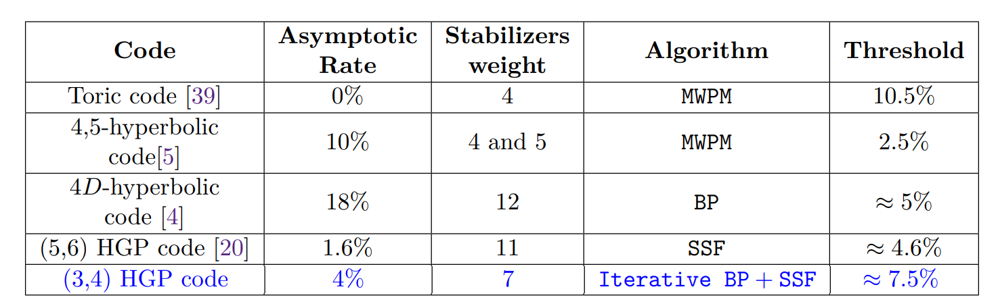 Code Asymptotic Rate Stabilizers weight Algorithm Threshold
Toric code [39] 0% 4 MWPM 10.5%
4,5-hyperbolic code[5] 10% 4 and 5 MWPM 2.5%
4D-hyperbolic code [4] 18% 12 BP ≈ 5%
(5,6) HGP code [20] 1.6% 11 SSF ≈ 4.6%
(3,4) HGP code 4% 7 Iterative BP + SSF ≈ 7.5%